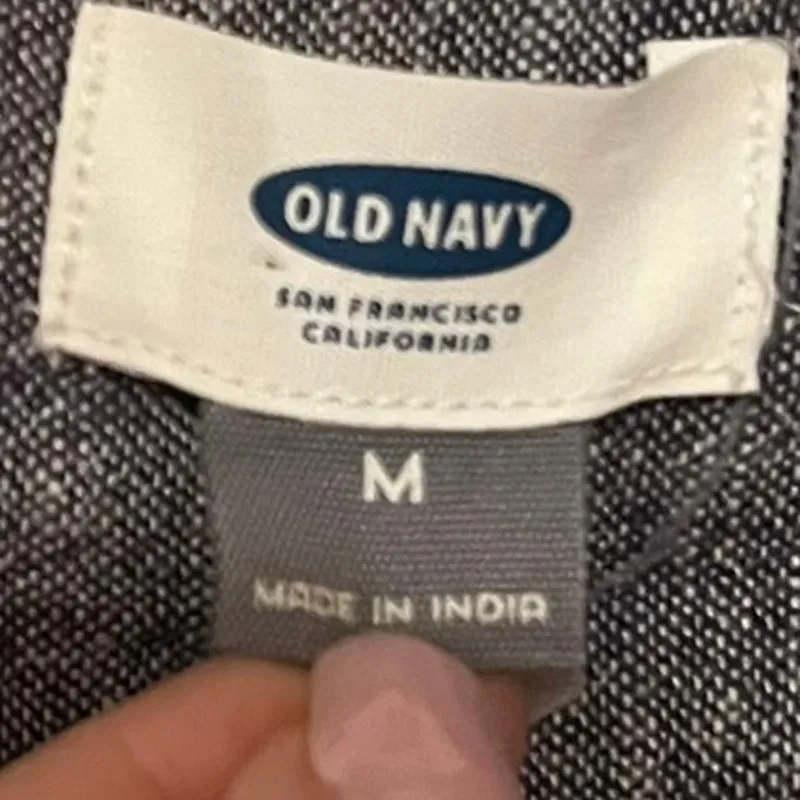 OLD NAVY
SAN FRANCISCO
CALIFORNIA
M
MADE IN INDIA